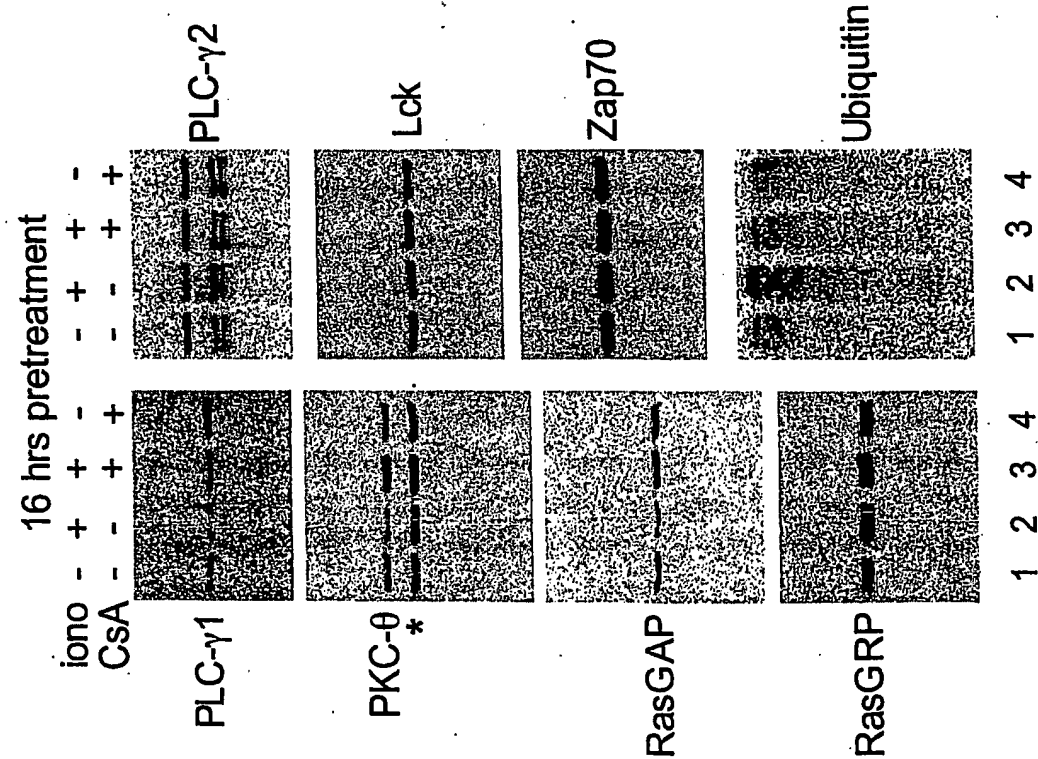 16 hrs pretreatment
iono - + + - - + + -
CsA - - + + - - + +
PLC-γ1
PLC-γ2
PKC-θ
*
Lck
RasGAP
Zap70
RasGRP
Ubiquitin
1 2 3 4 1 2 3 4